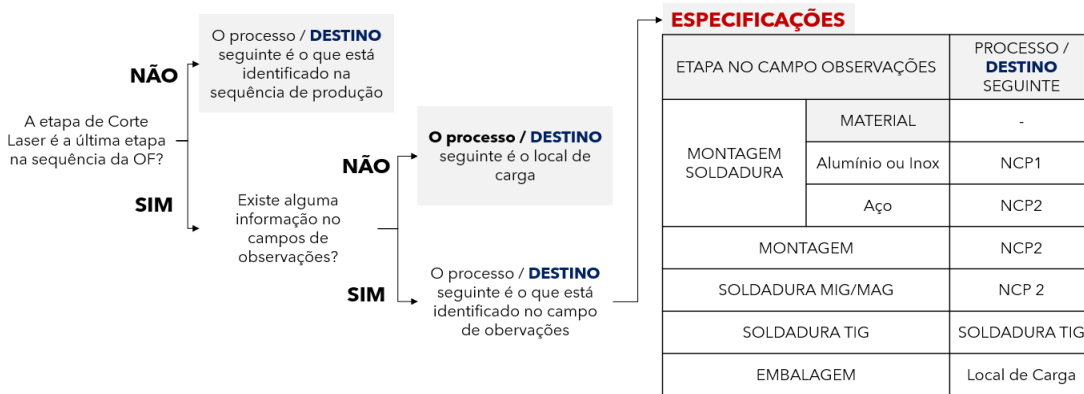 A etapa de Corte
Laser é a última etapa
na sequência da OF?
NÃO
O processo / DESTINO
seguinte é o que está
identificado na
sequência de produção
SIM
Existe alguma
informação no
campos de
observações?
NÃO
O processo / DESTINO
seguinte é o local de
carga
SIM
O processo / DESTINO
seguinte é o que está
identificado no campo
de obervações
ESPECIFICAÇÕES
ETAPA NO CAMPO OBSERVAÇÕES
PROCESSO /
DESTINO
SEGUINTE
MONTAGEM
SOLDADURA
MATERIAL
-
Alumínio ou Inox
NCP1
Aço
NCP2
MONTAGEM
NCP2
SOLDADURA MIG/MAG
NCP 2
SOLDADURA TIG
SOLDADURA TIG
EMBALAGEM
Local de Carga